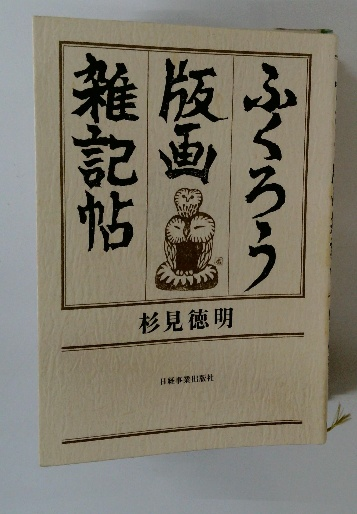 ふくろう
版画
雑記帖
杉見徳明
日経事業出版社